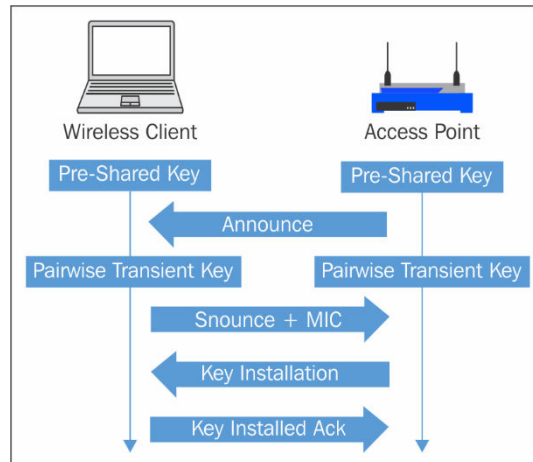 Wireless Client
Access Point
Pre-Shared Key
Pre-Shared Key
Announce
Pairwise Transient Key
Pairwise Transient Key
Snounce + MIC
Key Installation
Key Installed Ack